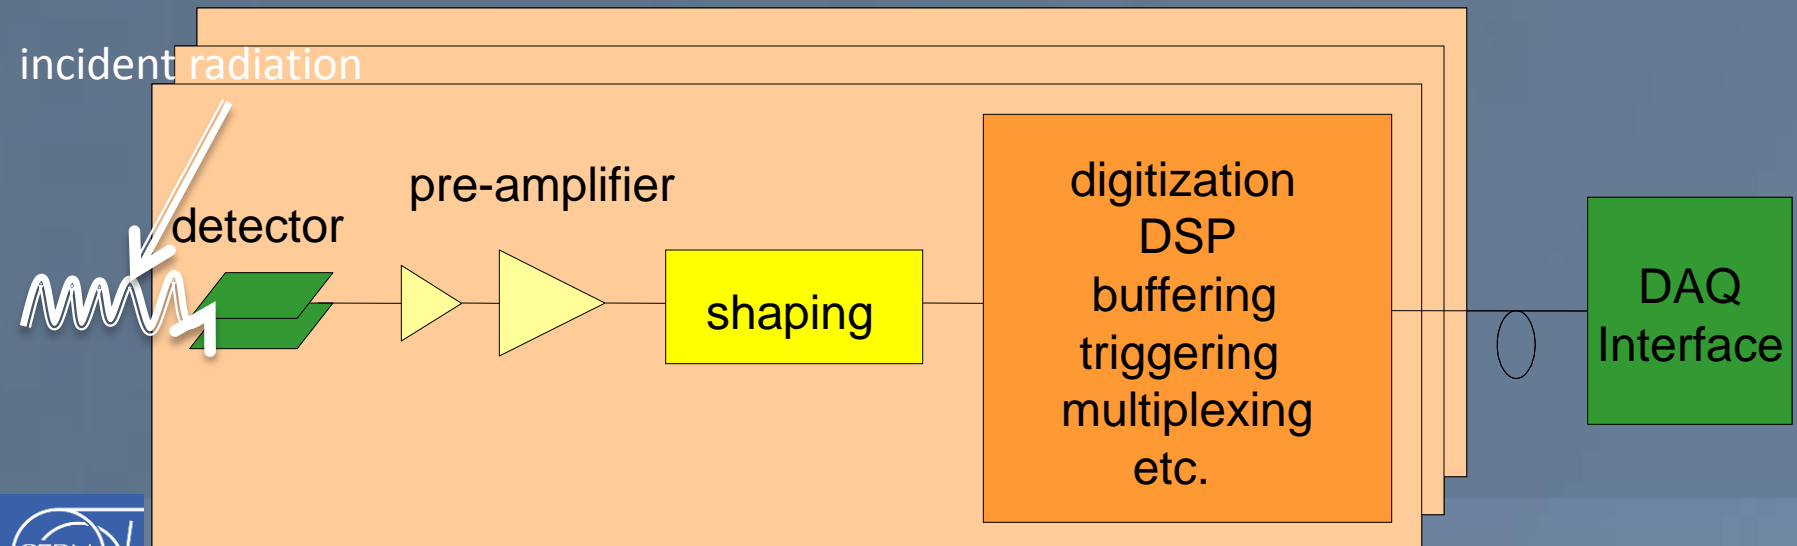 incident radiation
pre-amplifier
detector
shaping
digitization
DSP
buffering
triggering
multiplexing
etc.
DAQ
Interface